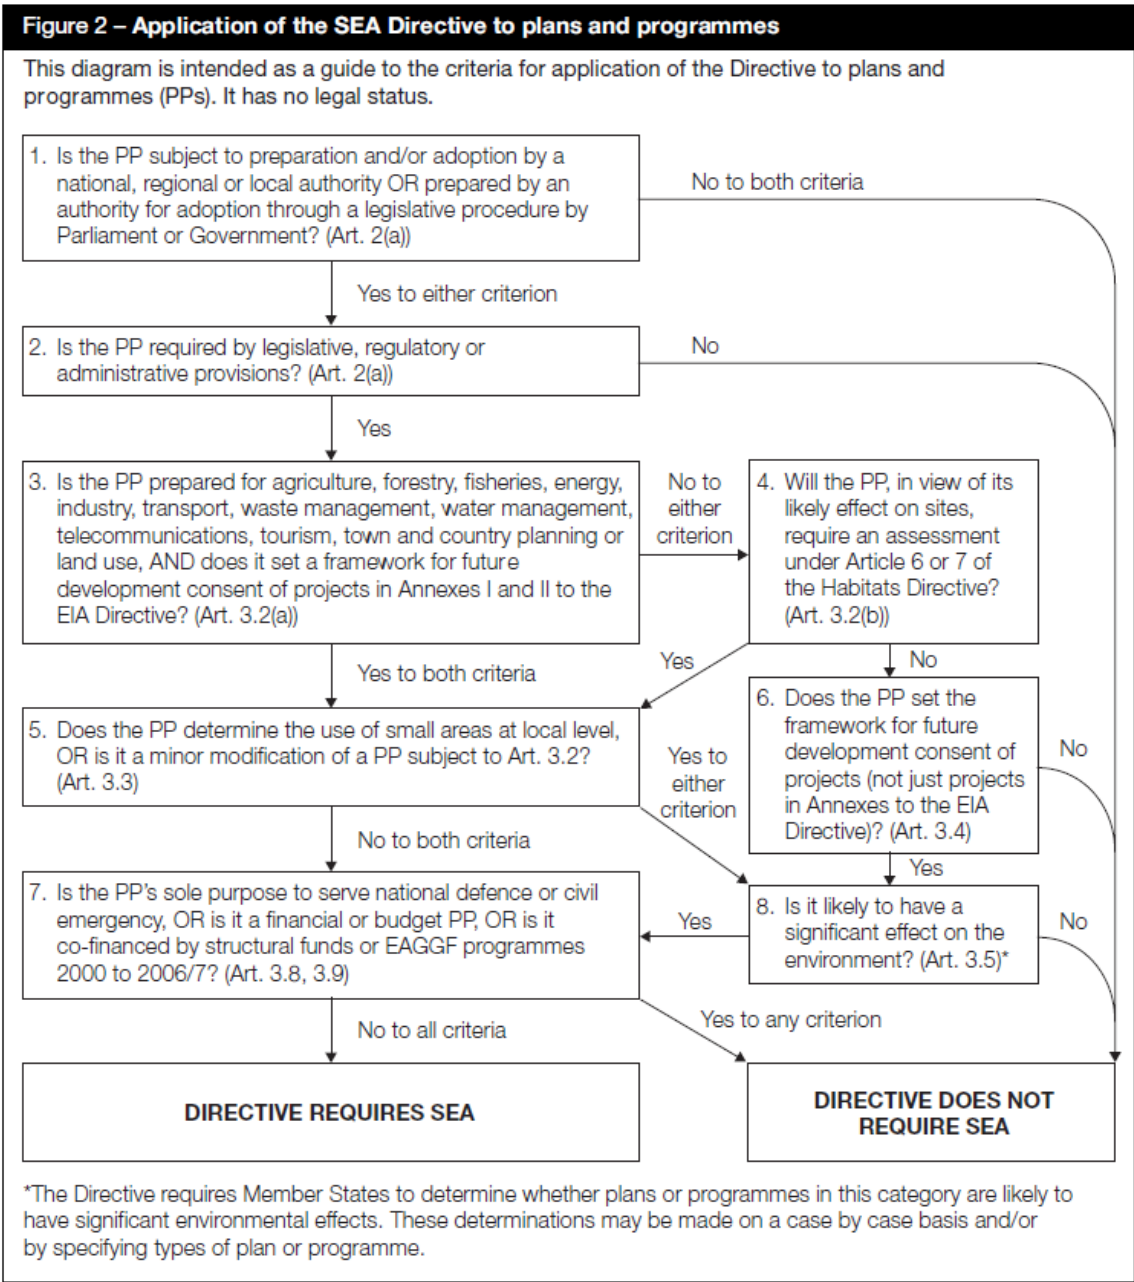 Figure 2 – Application of the SEA Directive to plans and programmes
This diagram is intended as a guide to the criteria for application of the Directive to plans and
programmes (PPs). It has no legal status.
1. Is the PP subject to preparation and/or adoption by a
national, regional or local authority OR prepared by an
authority for adoption through a legislative procedure by
Parliament or Government? (Art. 2(a))
No to both criteria
Yes to either criterion
2. Is the PP required by legislative, regulatory or
administrative provisions? (Art. 2(a))
No
Yes
3. Is the PP prepared for agriculture, forestry, fisheries, energy,
industry, transport, waste management, water management,
telecommunications, tourism, town and country planning or
land use, AND does it set a framework for future
development consent of projects in Annexes I and II to the
EIA Directive? (Art. 3.2(a))
No to
either
criterion
4. Will the PP, in view of its
likely effect on sites,
require an assessment
under Article 6 or 7 of
the Habitats Directive?
(Art. 3.2(b))
Yes to both criteria
Yes
No
5. Does the PP determine the use of small areas at local level,
OR is it a minor modification of a PP subject to Art. 3.2?
(Art. 3.3)
Yes to
either
criterion
6. Does the PP set the
framework for future
development consent of
projects (not just projects
in Annexes to the EIA
Directive)? (Art. 3.4)
No
No to both criteria
Yes
7. Is the PP's sole purpose to serve national defence or civil
emergency, OR is it a financial or budget PP, OR is it
co-financed by structural funds or EAGGF programmes
2000 to 2006/7? (Art. 3.8, 3.9)
Yes
8. Is it likely to have a
significant effect on the
environment? (Art. 3.5)*
No
No to all criteria
Yes to any criterion
DIRECTIVE REQUIRES SEA
DIRECTIVE DOES NOT
REQUIRE SEA
*The Directive requires Member States to determine whether plans or programmes in this category are likely to
have significant environmental effects. These determinations may be made on a case by case basis and/or
by specifying types of plan or programme.